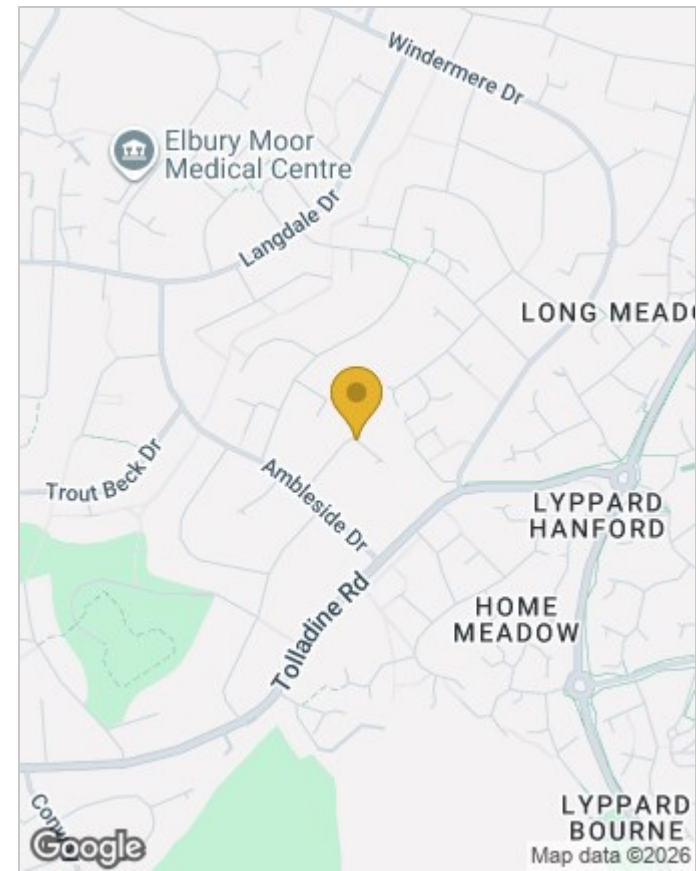 Windermere Dr
Elbury Moor
Medical Centre
Langdale Dr
LONG MEADO
Trout Beck Dr
Ambleside Dr
LYPPARD
HANFORD
HOME
MEADOW
Tolladine Rd
LYPPARD
BOURNE
Google
Map data ©2026